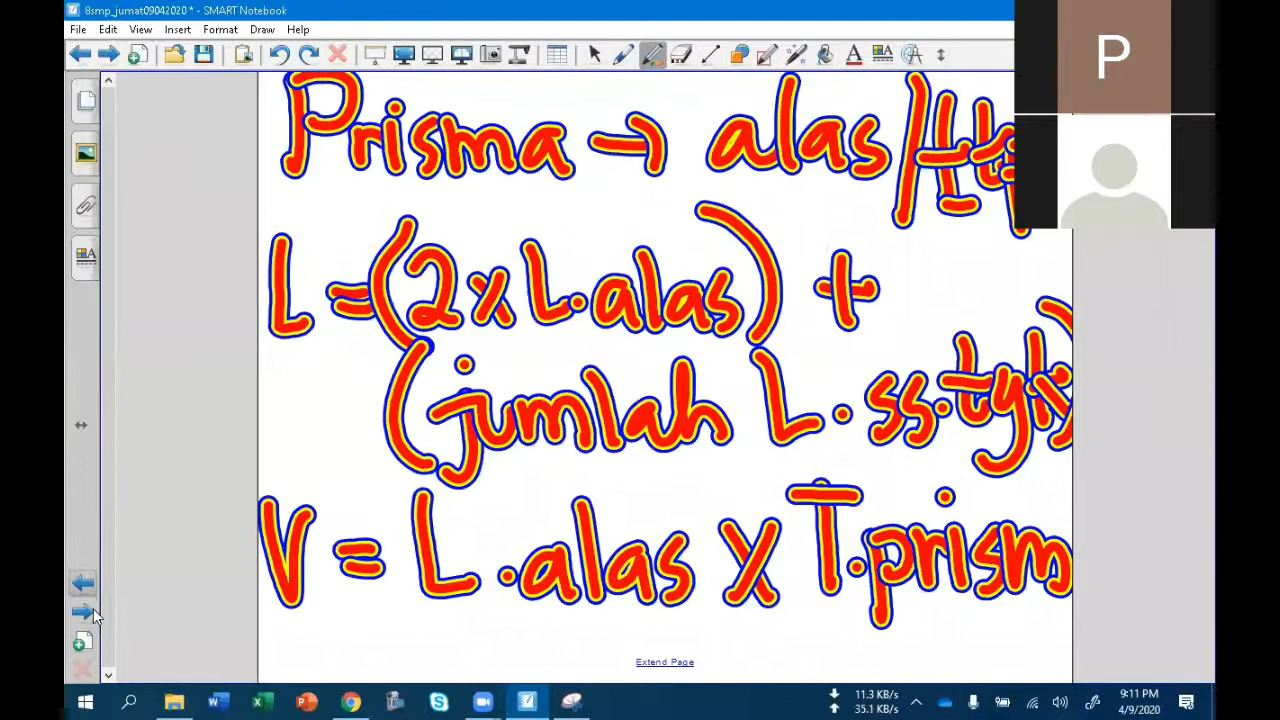 8smp_jumat09042020 * - SMART Notebook
File Edit View Insert Format Draw Help
P
Prisma → alas
L = (2 x L. alas) +
(jumlah L. ss. tgk)
V = L. alas X T. prism
Extend Page
11.3 KB/s
35.1 KB/s
9:11 PM
4/9/2020